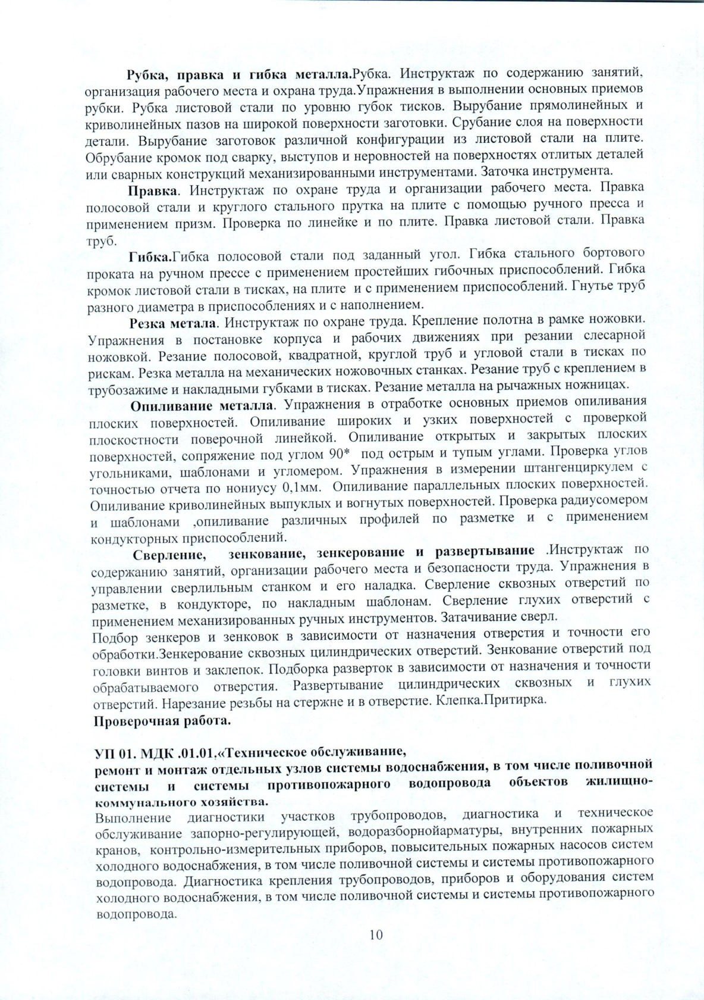 Рубка, правка и гибка металла.Рубка. Инструктаж по содержанию занятий,
организация рабочего места и охрана труда.Упражнения в выполнении основных приемов
рубки. Рубка листовой стали по уровню губок тисков. Вырубание прямолинейных и
криволинейных пазов на широкой поверхности заготовки. Срубание слоя на поверхности
детали. Вырубание заготовок различной конфигурации из листовой стали на плите.
Обрубание кромок под сварку, выступов и неровностей на поверхностях отлитых деталей
или сварных конструкций механизированными инструментами. Заточка инструмента.
Правка. Инструктаж по охране труда и организации рабочего места. Правка
полосовой стали и круглого стального прутка на плите с помощью ручного пресса и
применением призм. Проверка по линейке и по плите. Правка листовой стали. Правка
труб.
Гибка.Гибка полосовой стали под заданный угол. Гибка стального бортового
проката на ручном прессе с применением простейших гибочных приспособлений. Гибка
кромок листовой стали в тисках, на плите и с применением приспособлений. Гнутье труб
разного диаметра в приспособлениях и с наполнением.
Резка метала. Инструктаж по охране труда. Крепление полотна в рамке ножовки.
Упражнения в постановке корпуса и рабочих движениях при резании слесарной
ножовкой. Резание полосовой, квадратной, круглой труб и угловой стали в тисках по
рискам. Резка металла на механических ножовочных станках. Резание труб с креплением в
трубозажиме и накладными губками в тисках. Резание металла на рычажных ножницах.
Опиливание металла. Упражнения в отработке основных приемов опиливания
плоских поверхностей. Опиливание широких и узких поверхностей с проверкой
плоскостности поверочной линейкой. Опиливание открытых и закрытых плоских
поверхностей, сопряжение под углом 90* под острым и тупым углами. Проверка углов
угольниками, шаблонами и угломером. Упражнения в измерении штангенциркулем с
точностью отчета по нониусу 0,1мм. Опиливание параллельных плоских поверхностей.
Опиливание криволинейных выпуклых и вогнутых поверхностей. Проверка радиусомером
и шаблонами ,опиливание различных профилей по разметке и с применением
кондукторных приспособлений.
Сверление, зенкование, зенкерование и развертывание .Инструктаж по
содержанию занятий, организации рабочего места и безопасности труда. Упражнения в
управлении сверлильным станком и его наладка. Сверление сквозных отверстий по
разметке, в кондукторе, по накладным шаблонам. Сверление глухих отверстий с
применением механизированных ручных инструментов. Затачивание сверл.
Подбор зенкеров и зенковок в зависимости от назначения отверстия и точности его
обработки.Зенкерование сквозных цилиндрических отверстий. Зенкование отверстий под
головки винтов и заклепок. Подборка разверток в зависимости от назначения и точности
обрабатываемого отверстия. Развертывание цилиндрических сквозных и глухих
отверстий. Нарезание резьбы на стержне и в отверстие. Клепка.Притирка.
Проверочная работа.
УП 01. МДК .01.01.«Техническое обслуживание,
ремонт и монтаж отдельных узлов системы водоснабжения, в том числе поливочной
системы и системы противопожарного водопровода объектов жилищно-
коммунального хозяйства.
Выполнение диагностики участков трубопроводов, диагностика и техническое
обслуживание запорно-регулирующей, водоразборнойарматуры, внутренних пожарных
кранов, контрольно-измерительных приборов, повысительных пожарных насосов систем
холодного водоснабжения, в том числе поливочной системы и системы противопожарного
водопровода. Диагностика крепления трубопроводов, приборов и оборудования систем
холодного водоснабжения, в том числе поливочной системы и системы противопожарного
водопровода.
10